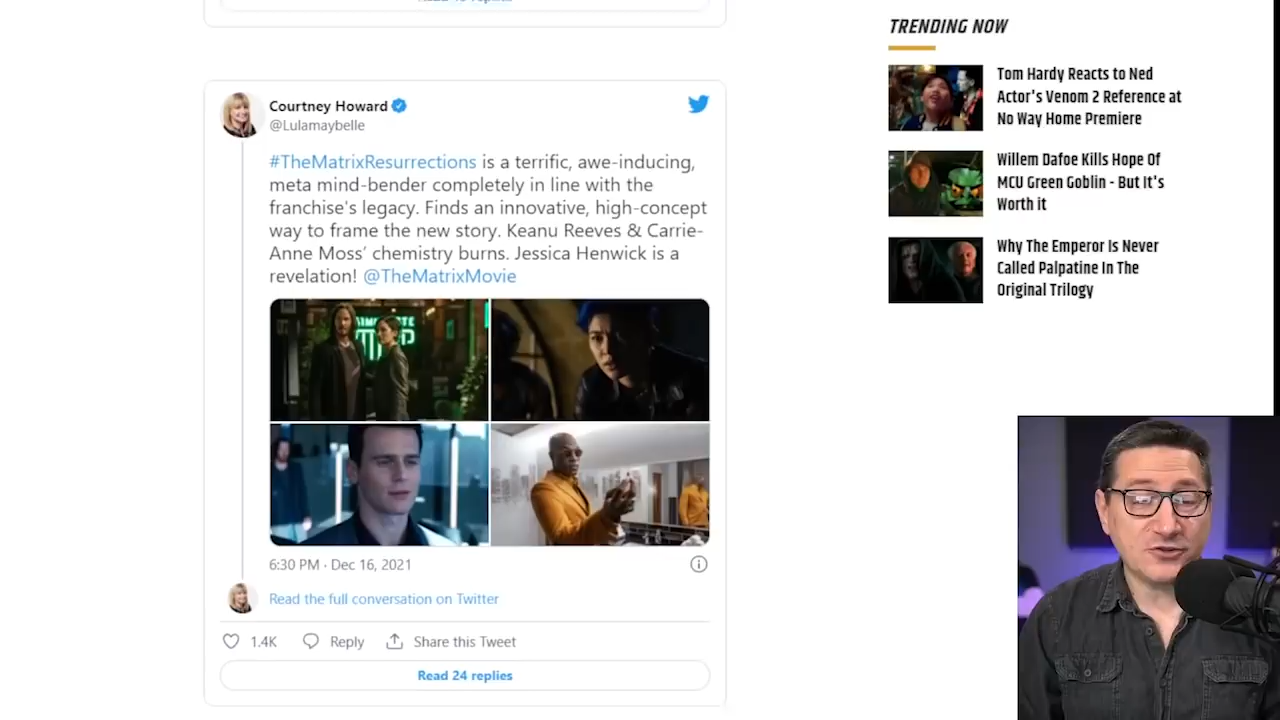 Courtney Howard
@Lulamaybelle
#TheMatrixResurrections is a terrific, awe-inducing,
meta mind-bender completely in line with the
franchise's legacy. Finds an innovative, high-concept
way to frame the new story. Keanu Reeves & Carrie-
Anne Moss' chemistry burns. Jessica Henwick is a
revelation! @TheMatrixMovie
6:30 PM · Dec 16, 2021
Read the full conversation on Twitter
1.4K Reply Share this Tweet
Read 24 replies
TRENDING NOW
Tom Hardy Reacts to Ned
Actor's Venom 2 Reference at
No Way Home Premiere
Willem Dafoe Kills Hope Of
MCU Green Goblin - But It's
Worth it
Why The Emperor Is Never
Called Palpatine In The
Original Trilogy